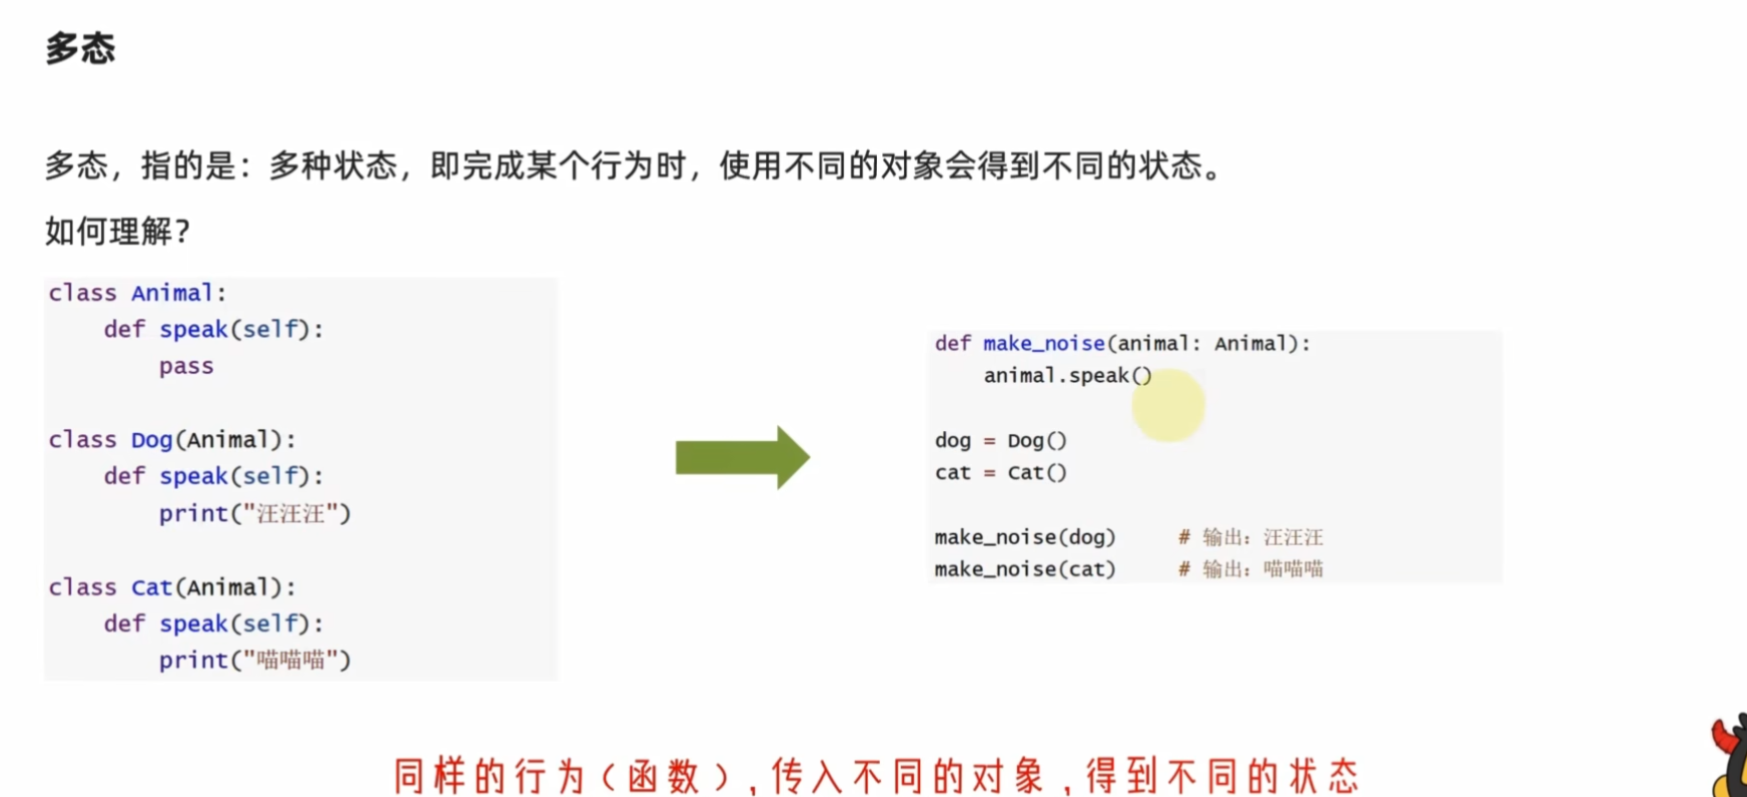 多态
多态，指的是：多种状态，即完成某个行为时，使用不同的对象会得到不同的状态。
如何理解？
class Animal:
    def speak(self):
        pass
class Dog(Animal):
    def speak(self):
        print("汪汪汪")
class Cat(Animal):
    def speak(self):
        print("喵喵喵")
def make_noise(animal: Animal):
    animal.speak()
dog = Dog()
cat = Cat()
make_noise(dog)     # 输出：汪汪汪
make_noise(cat)     # 输出：喵喵喵
同样的行为（函数），传入不同的对象，得到不同的状态